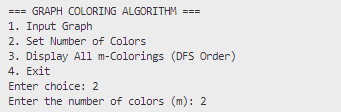 === GRAPH COLORING ALGORITHM ===
1. Input Graph
2. Set Number of Colors
3. Display All m-Colorings (DFS Order)
4. Exit
Enter choice: 2
Enter the number of colors (m): 2